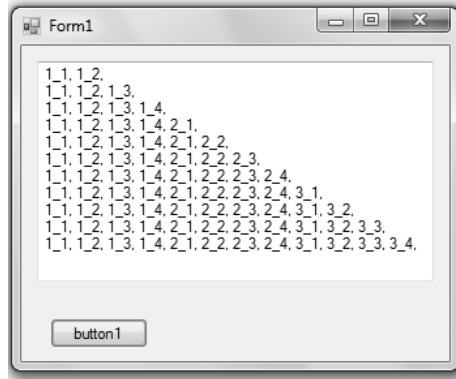 Form1
1_1, 1_2,
1_1, 1_2, 1_3,
1_1, 1_2, 1_3, 1_4,
1_1, 1_2, 1_3, 1_4, 2_1,
1_1, 1_2, 1_3, 1_4, 2_1, 2_2,
1_1, 1_2, 1_3, 1_4, 2_1, 2_2, 2_3,
1_1, 1_2, 1_3, 1_4, 2_1, 2_2, 2_3, 2_4,
1_1, 1_2, 1_3, 1_4, 2_1, 2_2, 2_3, 2_4, 3_1,
1_1, 1_2, 1_3, 1_4, 2_1, 2_2, 2_3, 2_4, 3_1, 3_2,
1_1, 1_2, 1_3, 1_4, 2_1, 2_2, 2_3, 2_4, 3_1, 3_2, 3_3,
1_1, 1_2, 1_3, 1_4, 2_1, 2_2, 2_3, 2_4, 3_1, 3_2, 3_3, 3_4,
button1